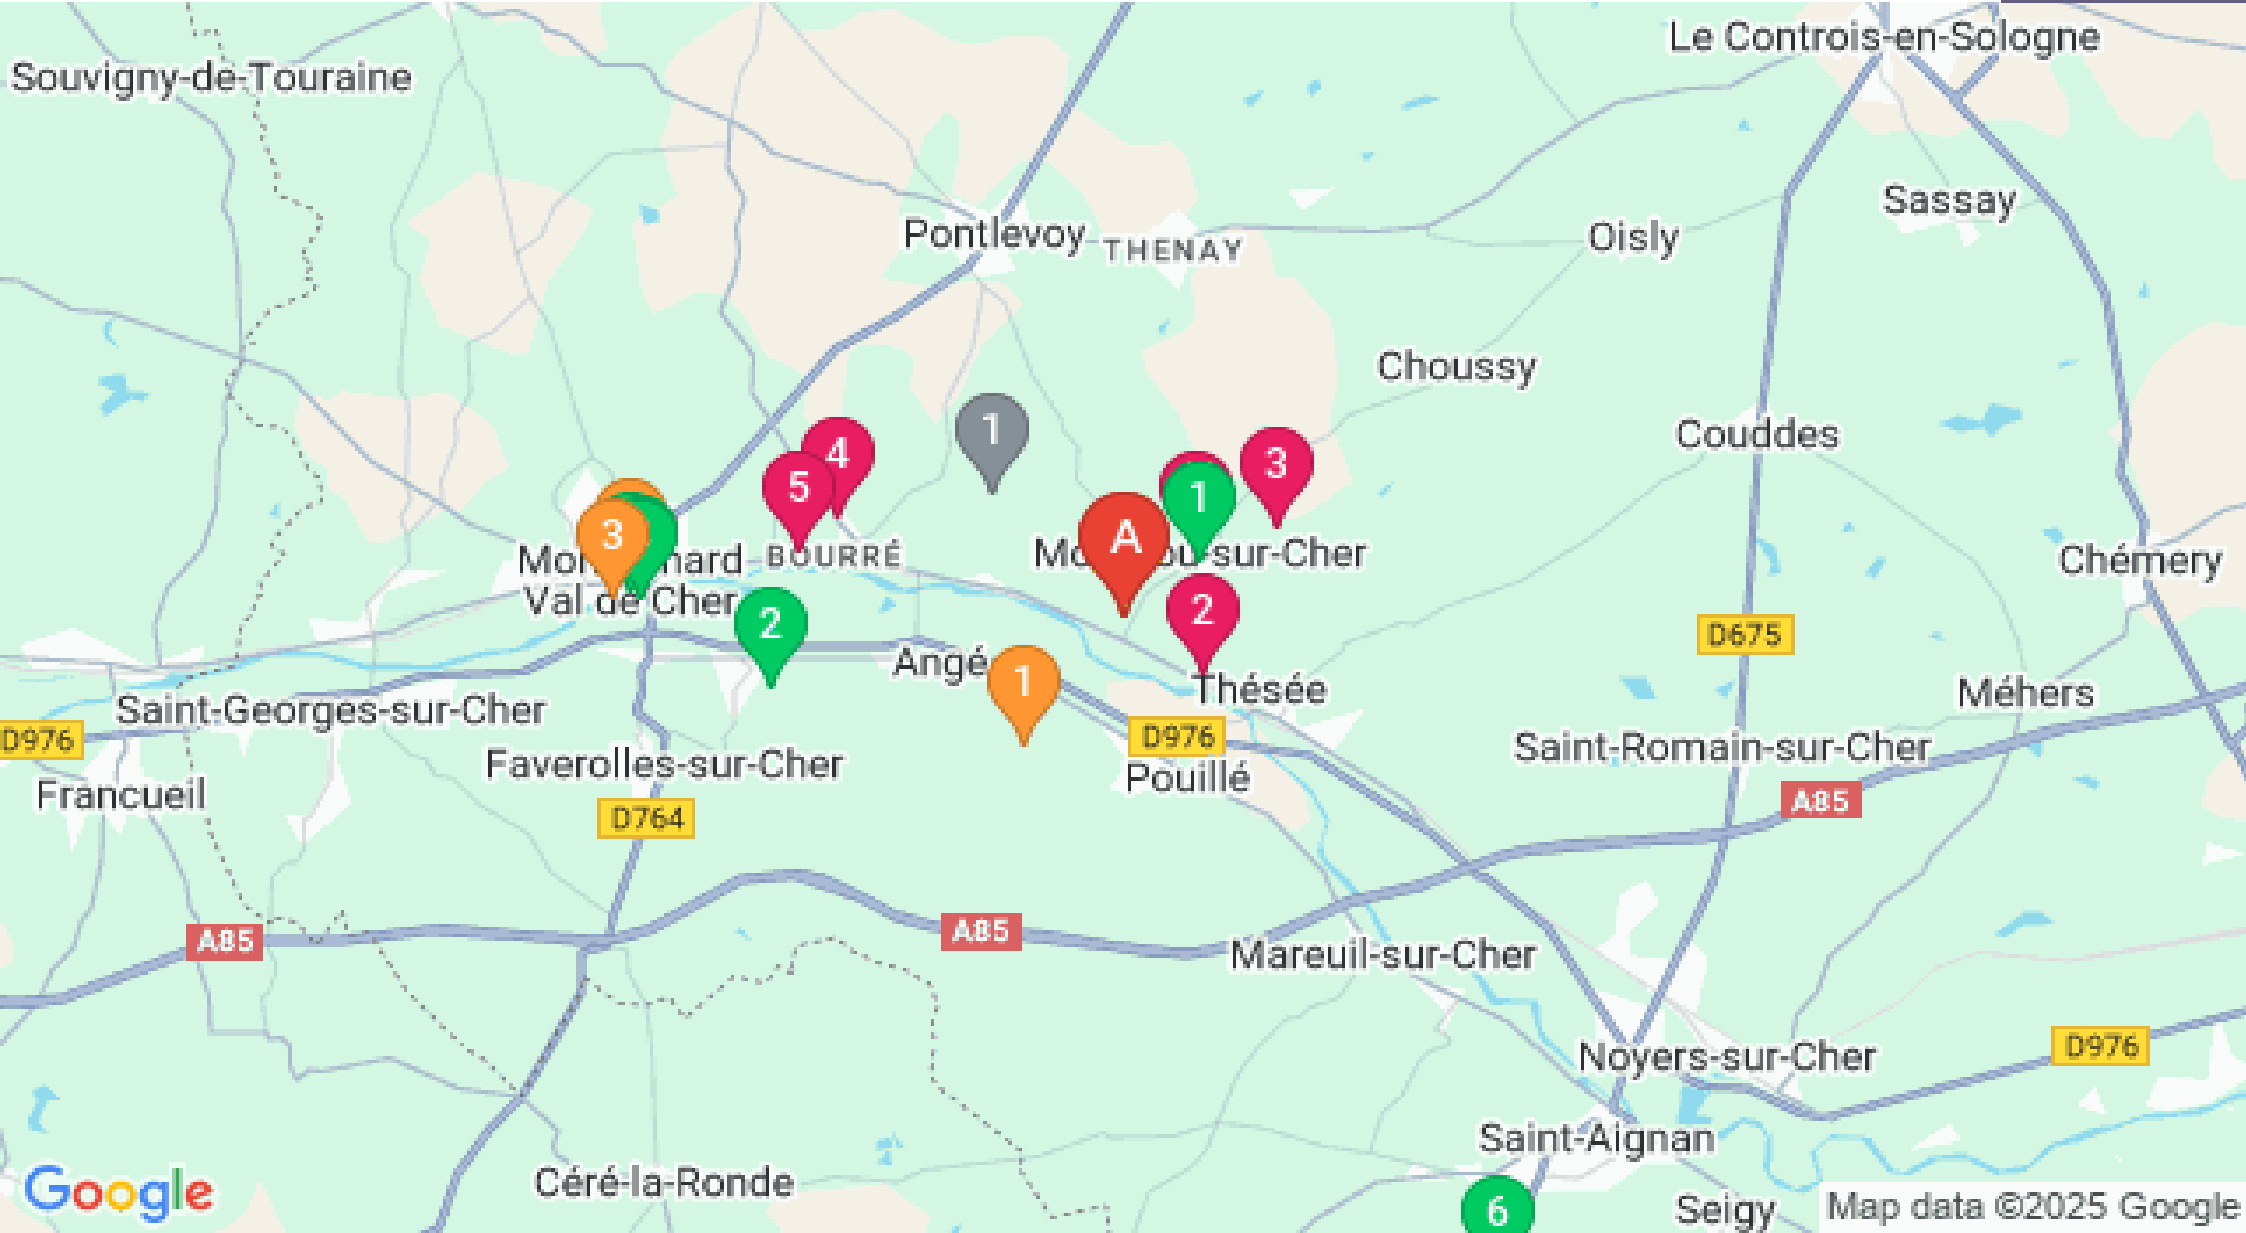 Le Controis-en-Sologne
Souvigny-de-Touraine
Sassay
Pontlevoy
THENAY
Oisly
Choussy
1
Couddes
4
3
5
1
3
A
BOURRÉ
Chémery
Val de Cher
2
2
D675
Angé
1
Thésée
Méhers
Saint-Georges-sur-Cher
D976
D976
Saint-Romain-sur-Cher
Faverolles-sur-Cher
Pouillé
Francueil
A85
D764
A85
A85
Mareuil-sur-Cher
Noyers-sur-Cher
D976
Saint-Aignan
Céré-la-Ronde
Google
6
Seigy
Map data ©2025 Google